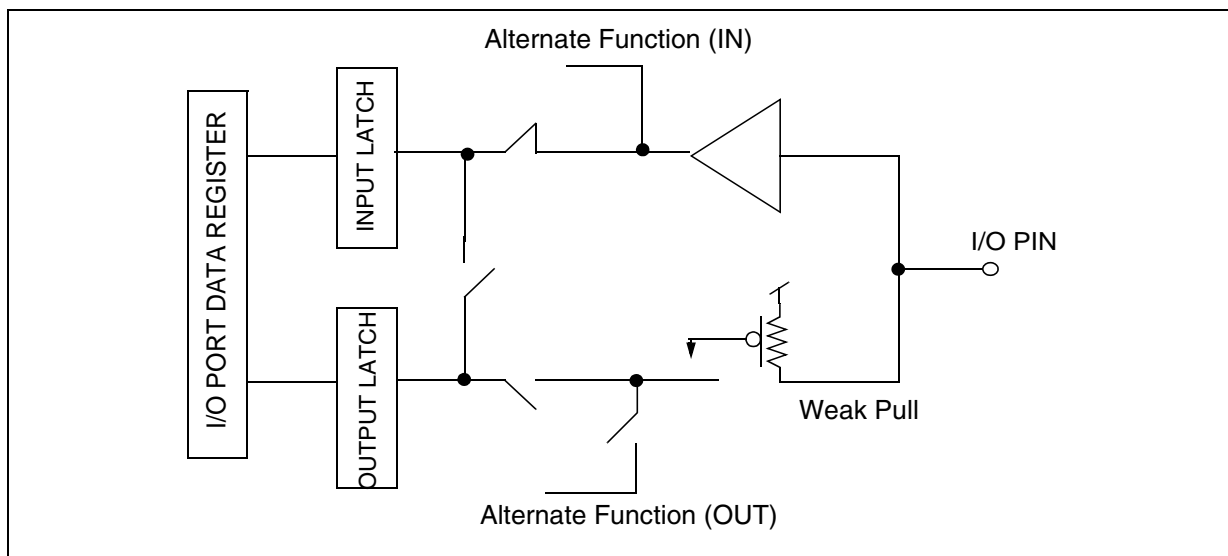 Alternate Function (IN)
I/O PORT DATA REGISTER
INPUT LATCH
I/O PIN
OUTPUT LATCH
Weak Pull
Alternate Function (OUT)